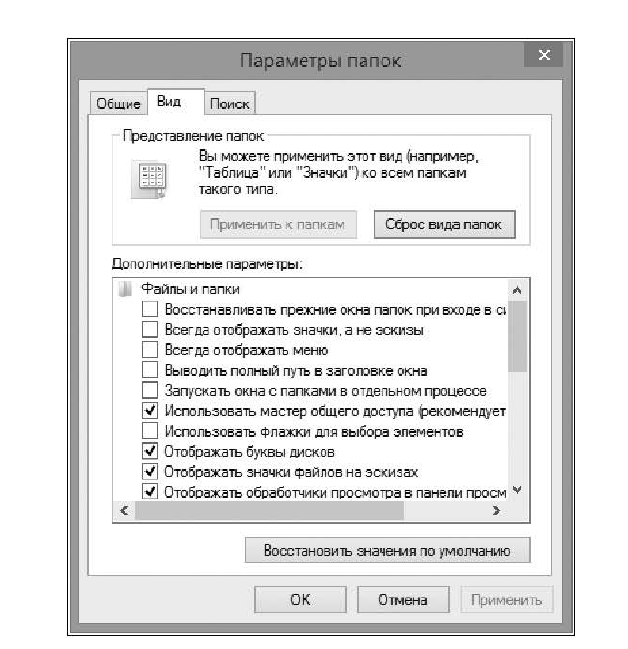 Параметры папок
Общие
Вид
Поиск
Представление папок
Вы можете применить этот вид (например,
"Таблица" или "Значки") ко всем папкам
такого типа.
Применить к папкам
Сброс вида папок
Дополнительные параметры:
Файлы и папки
Восстанавливать прежние окна папок при входе в си
Всегда отображать значки, а не эскизы
Всегда отображать меню
Выводить полный путь в заголовке окна
Запускать окна с папками в отдельном процессе
Использовать мастер общего доступа (рекомендует
Использовать флажки для выбора элементов
Отображать буквы дисков
Отображать значки файлов на эскизах
Отображать обработчики просмотра в панели просм
Восстановить значения по умолчанию
ОК
Отмена
Применить